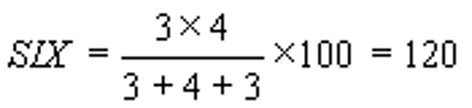 SIX = 3 × 4 / 3 + 4 + 3 × 100 = 120